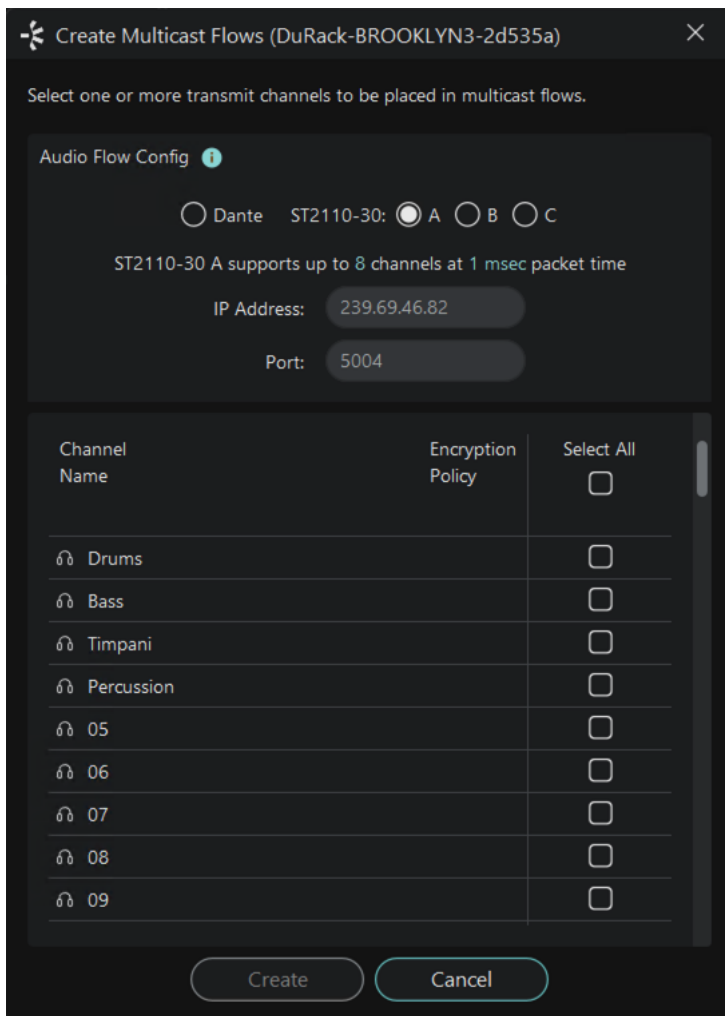 Create Multicast Flows (DuRack-BROOKLYN3-2d535a)
Select one or more transmit channels to be placed in multicast flows.
Audio Flow Config i
Dante ST2110-30: A B C
ST2110-30 A supports up to 8 channels at 1 msec packet time
IP Address: 239.69.46.82
Port: 5004
Channel Name
Encryption Policy
Select All
Drums
Bass
Timpani
Percussion
05
06
07
08
09
Create Cancel